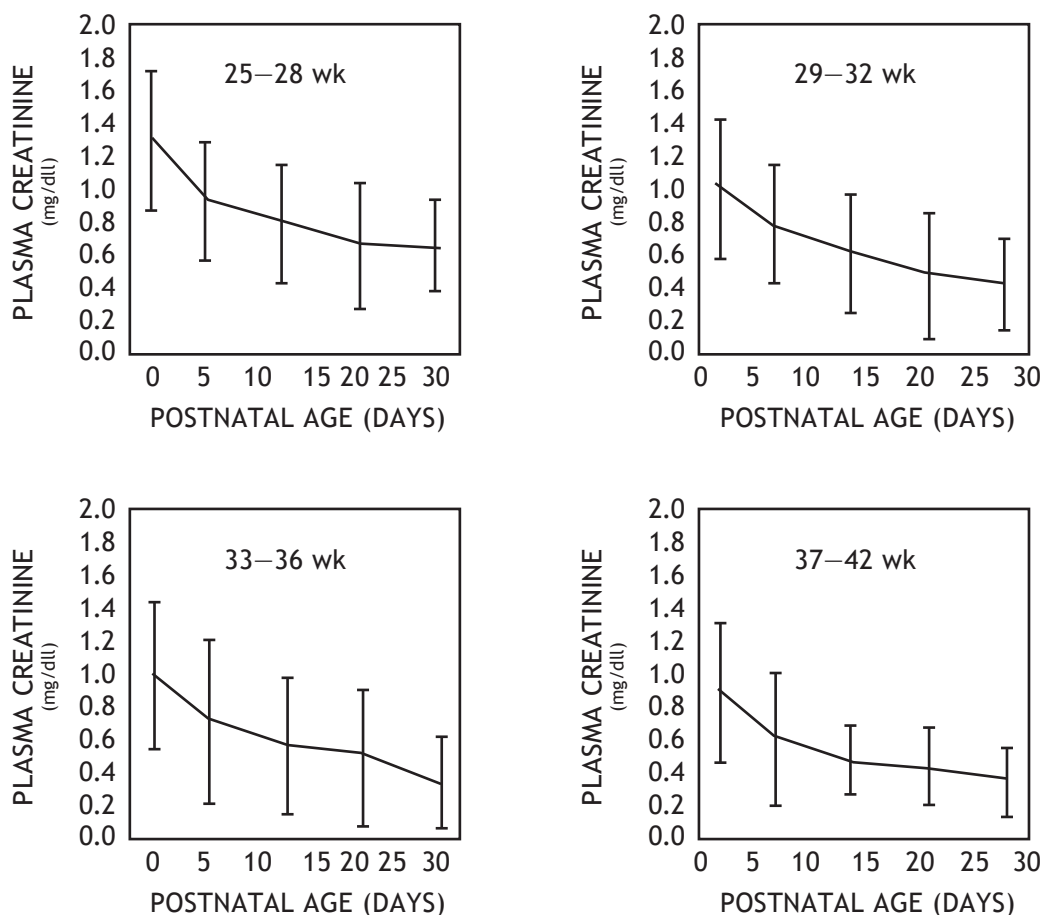 PLASMA CREATININE
(mg/dll)
2.0
1.8
1.6
1.4
1.2
1.0
0.8
0.6
0.4
0.2
0.0
25–28 wk
0 5 10 15 20 25 30
POSTNATAL AGE (DAYS)
PLASMA CREATININE
(mg/dll)
2.0
1.8
1.6
1.4
1.2
1.0
0.8
0.6
0.4
0.2
0.0
29–32 wk
0 5 10 15 20 25 30
POSTNATAL AGE (DAYS)
PLASMA CREATININE
(mg/dll)
2.0
1.8
1.6
1.4
1.2
1.0
0.8
0.6
0.4
0.2
0.0
33–36 wk
0 5 10 15 20 25 30
POSTNATAL AGE (DAYS)
PLASMA CREATININE
(mg/dll)
2.0
1.8
1.6
1.4
1.2
1.0
0.8
0.6
0.4
0.2
0.0
37–42 wk
0 5 10 15 20 25 30
POSTNATAL AGE (DAYS)